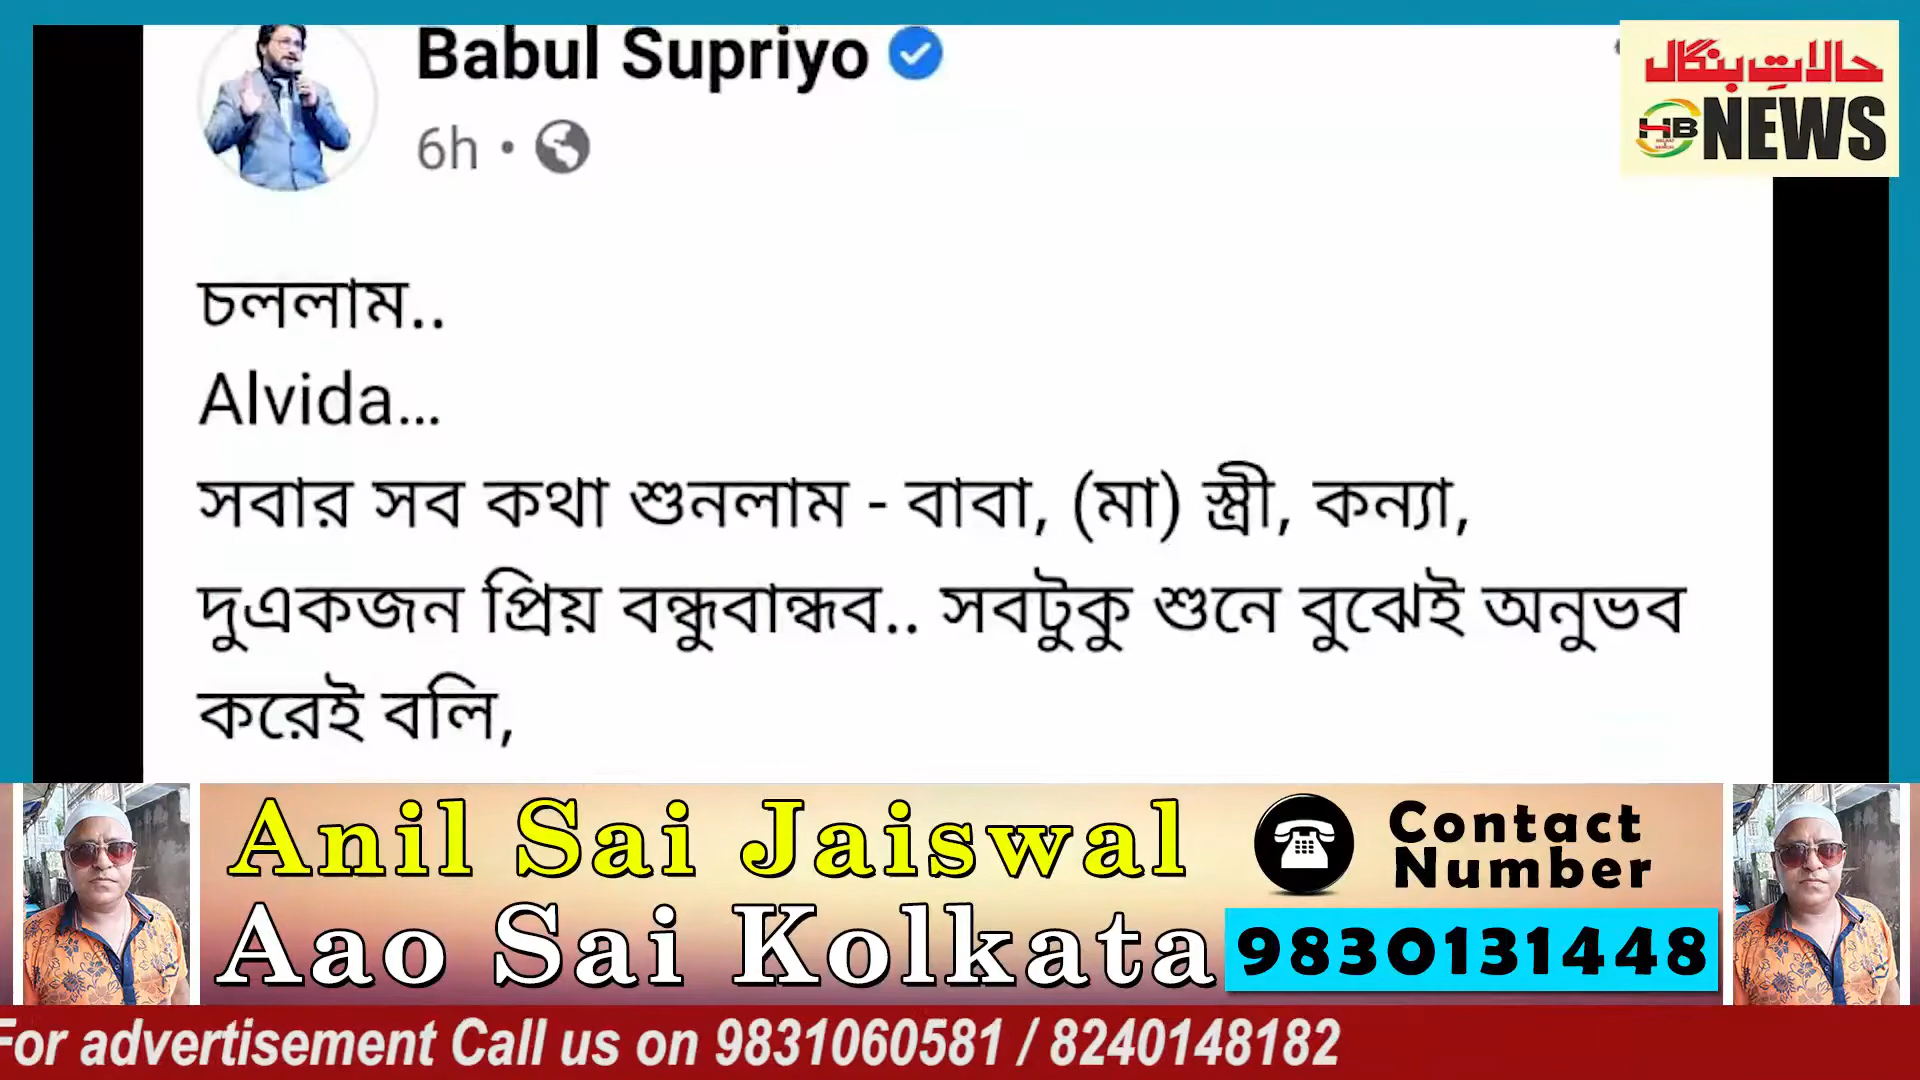 Babul Supriyo
6h •
حالاتِ بنگال
HB NEWS
চললাম..
Alvida...
সবার সব কথা শুনলাম - বাবা, (মা) স্ত্রী, কন্যা,
দুএকজন প্রিয় বন্ধুবান্ধব.. সবটুকু শুনে বুঝেই অনুভব
করেই বলি,
Anil Sai Jaiswal
Aao Sai Kolkata
Contact
Number
9830131448
For advertisement Call us on 9831060581 / 8240148182